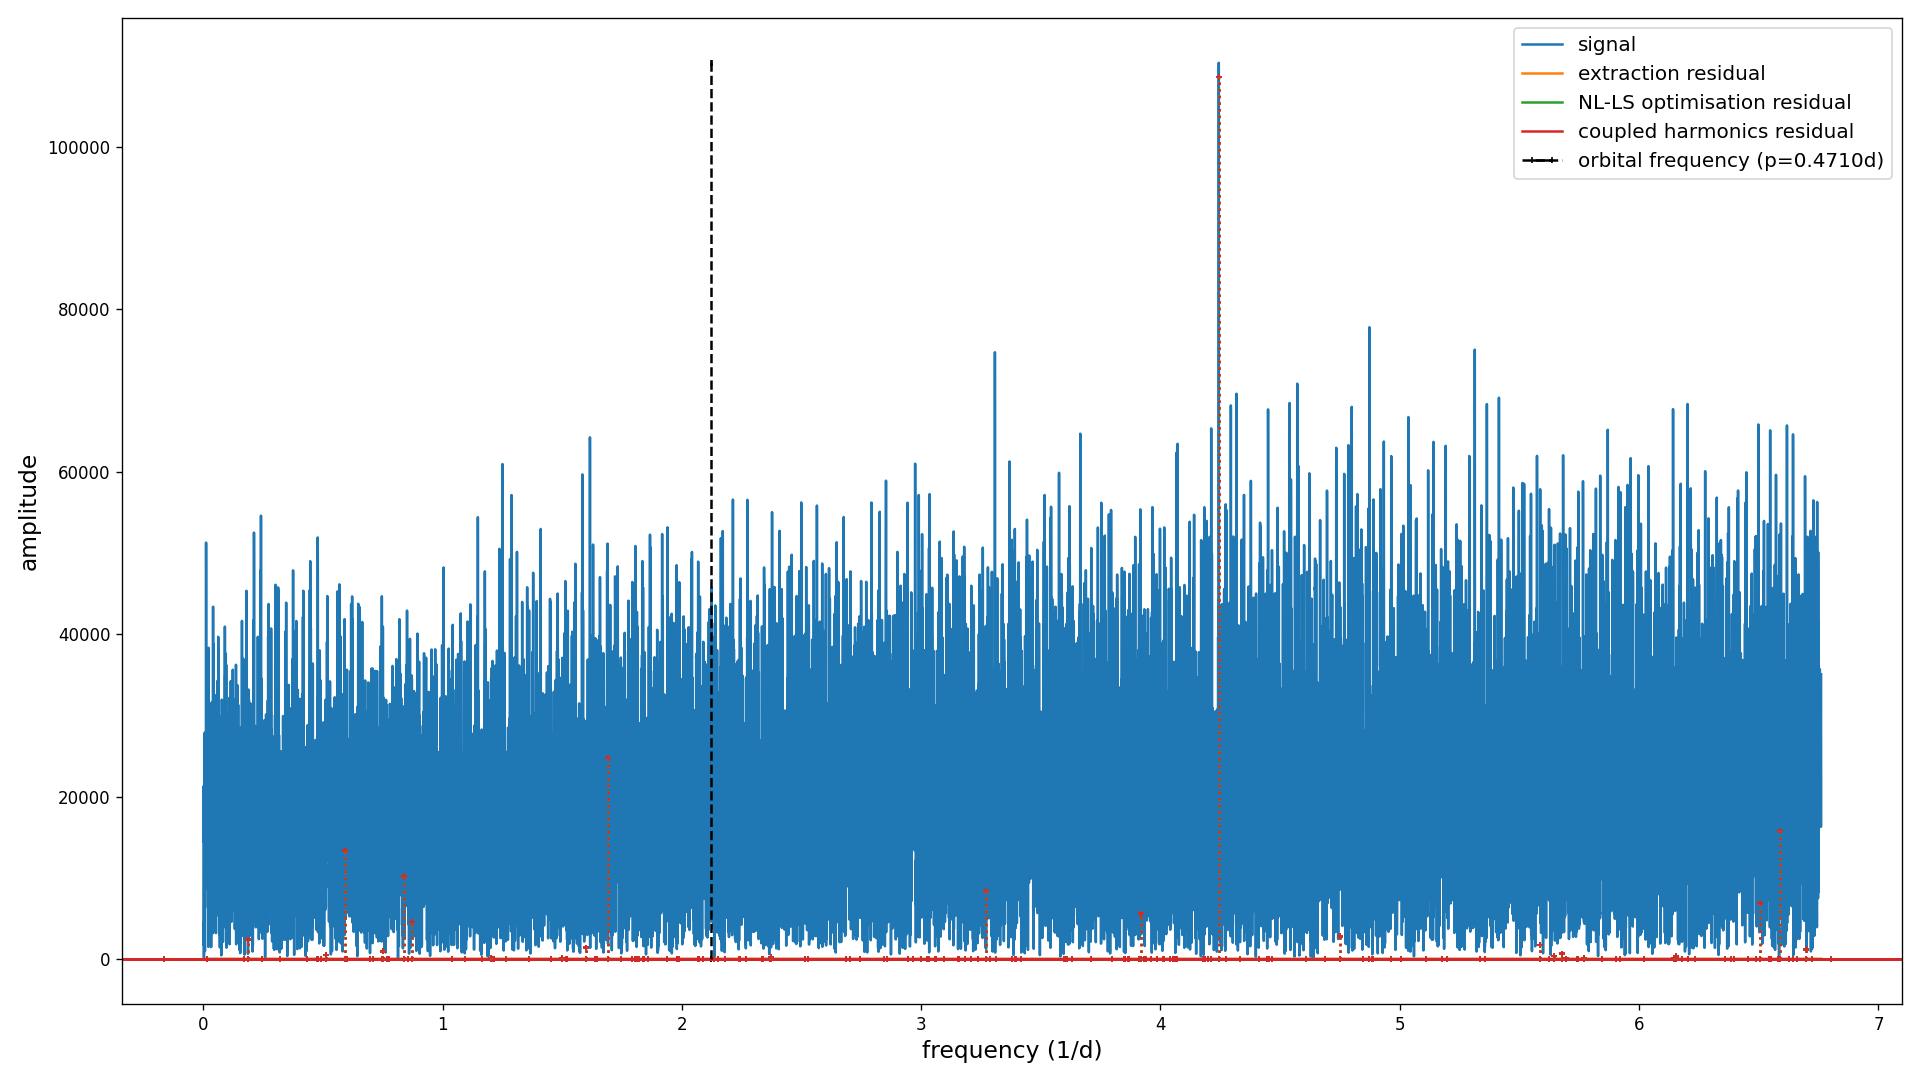 signal
extraction residual
NL-LS optimisation residual
coupled harmonics residual
orbital frequency (p=0.4710d)
amplitude
100000
80000
60000
40000
20000
0
0 1 2 3 4 5 6 7
frequency (1/d)